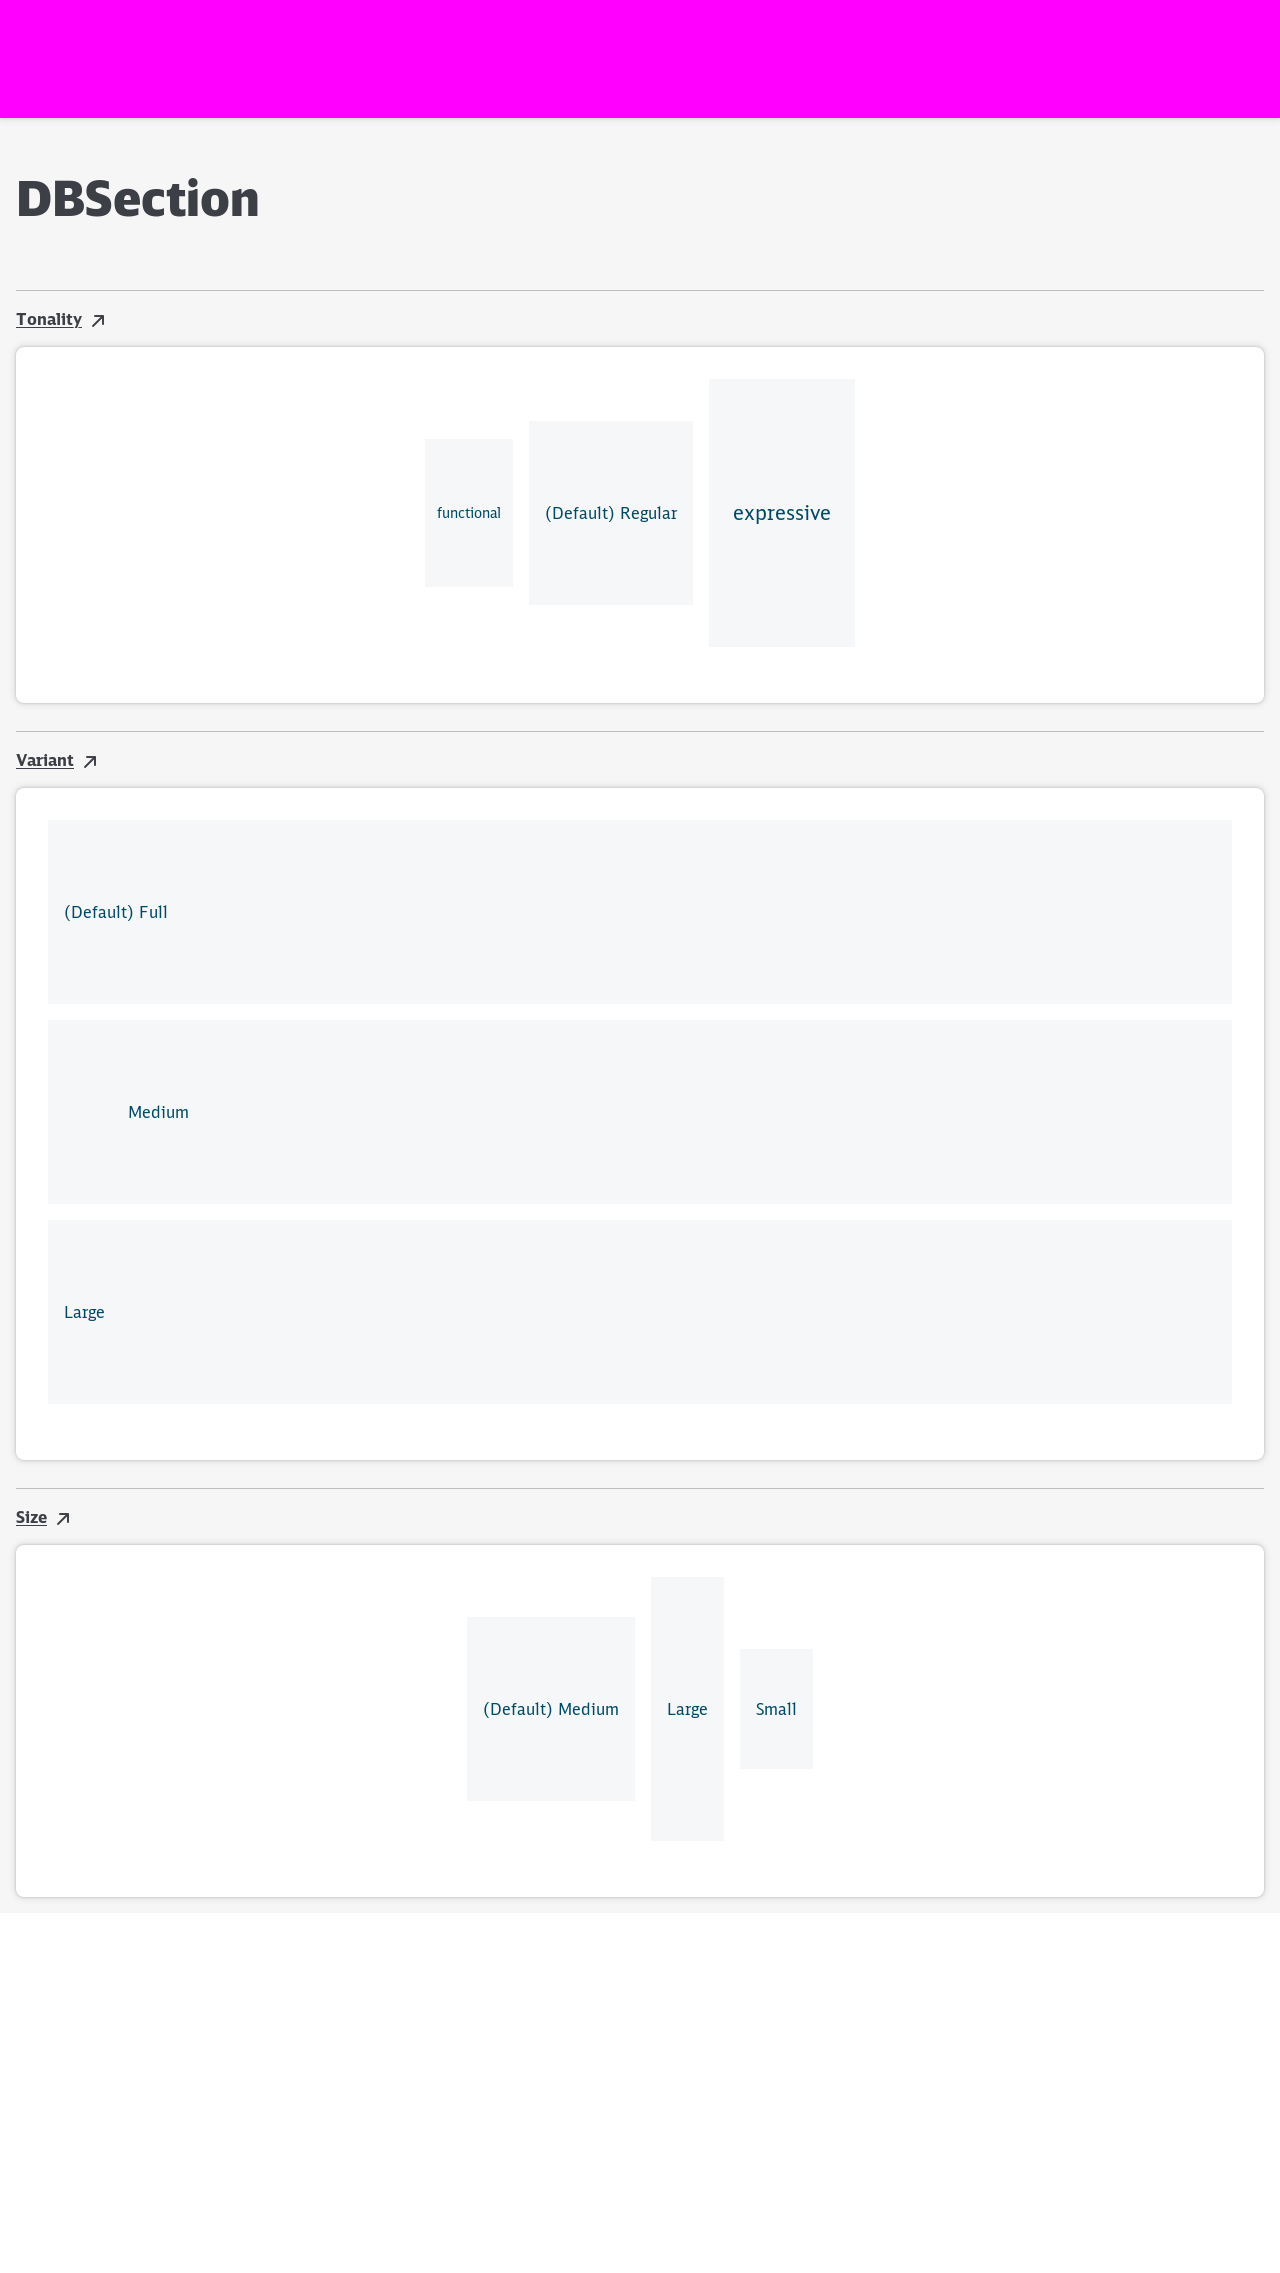 DBSection
Tonality
functional
(Default) Regular
expressive
Variant
(Default) Full
Medium
Large
Size
(Default) Medium
Large
Small